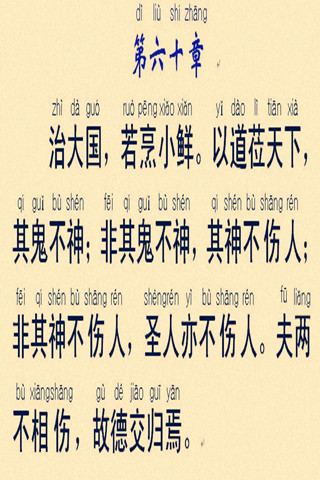 dì liù shí zhāng
第六十章
zhì dà guó ruò pēng xiǎo xiān yǐ dào lì tiān xià
治大国，若烹小鲜。以道莅天下，
qí guǐ bù shén fēi qí guǐ bù shén qí shén bù shāng rén
其鬼不神；非其鬼不神，其神不伤人；
fēi qí shén bù shāng rén shèngrén yì bù shāng rén fū liǎng
非其神不伤人，圣人亦不伤人。夫两
bù xiāngshāng gù dé jiāo guī yān
不相伤，故德交归焉。